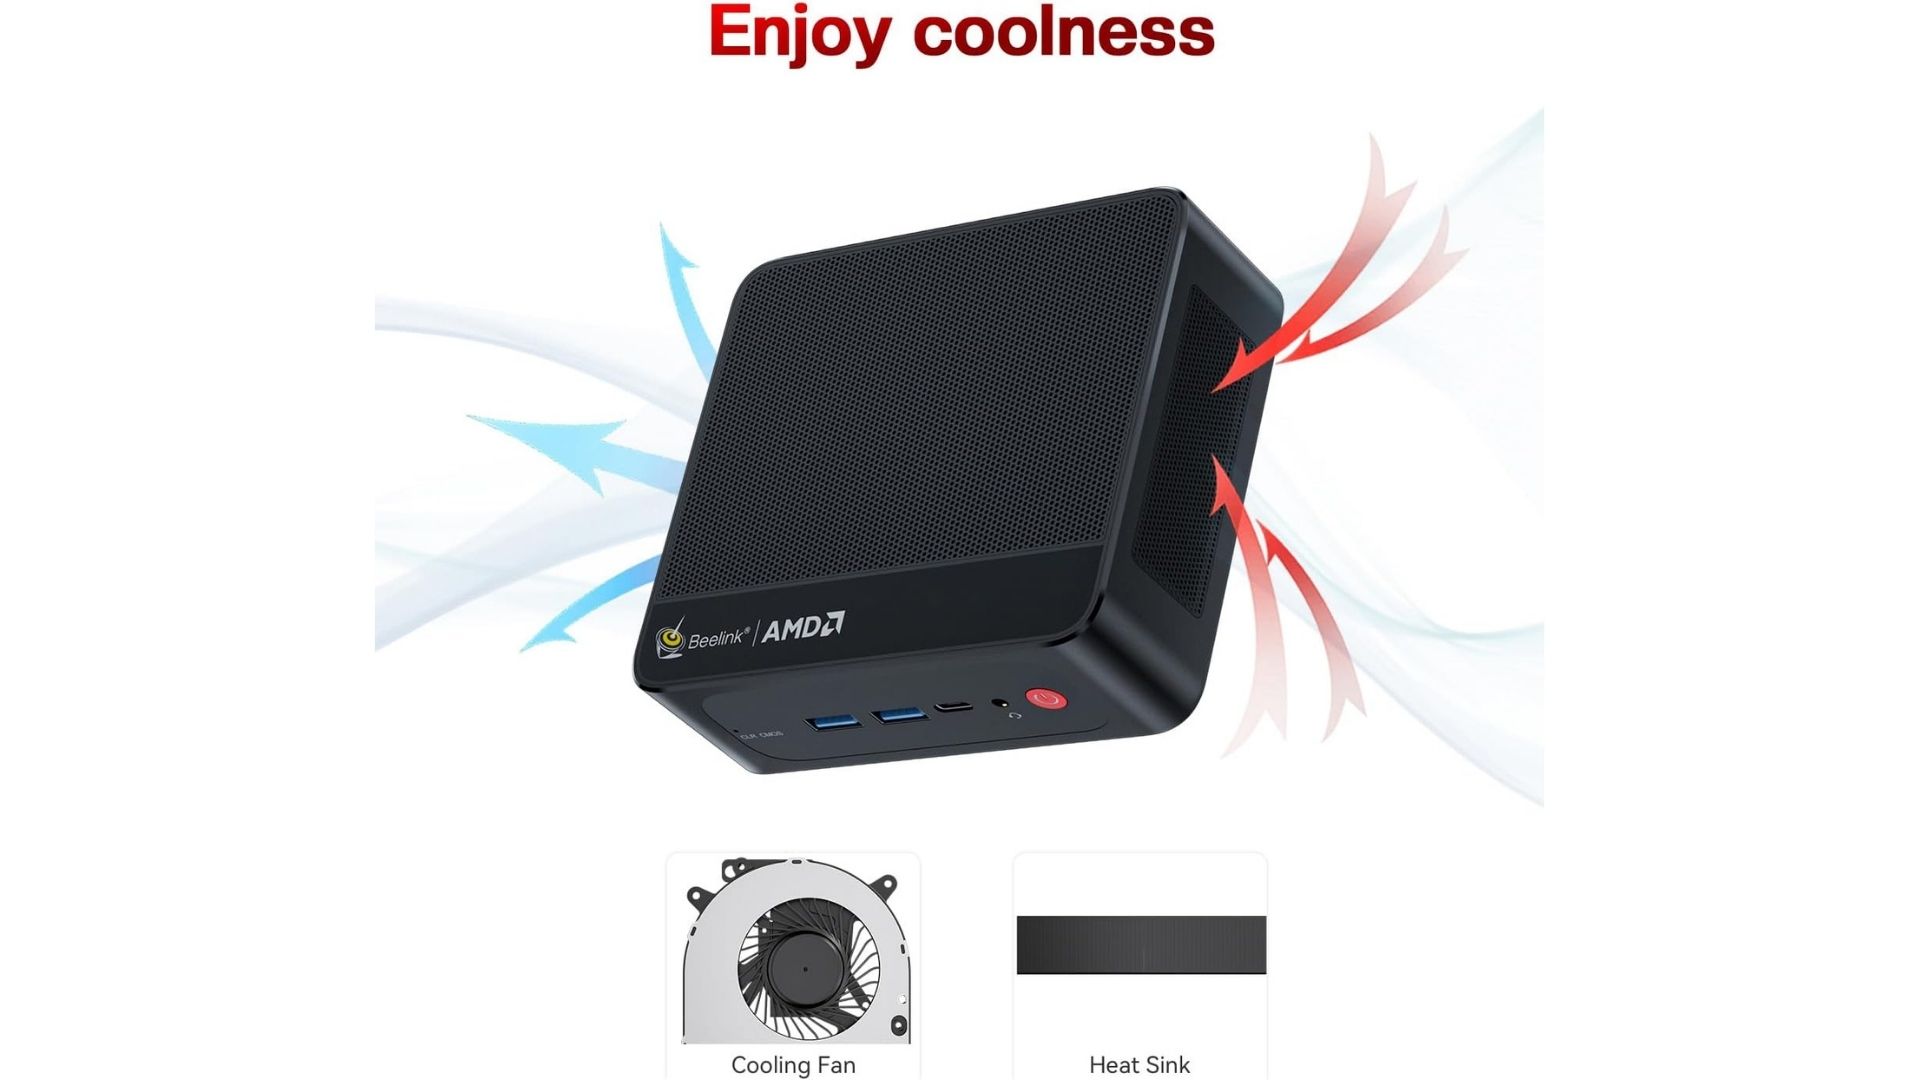 Enjoy coolness
Beelink® | AMD
CLR CMOS
Cooling Fan
Heat Sink